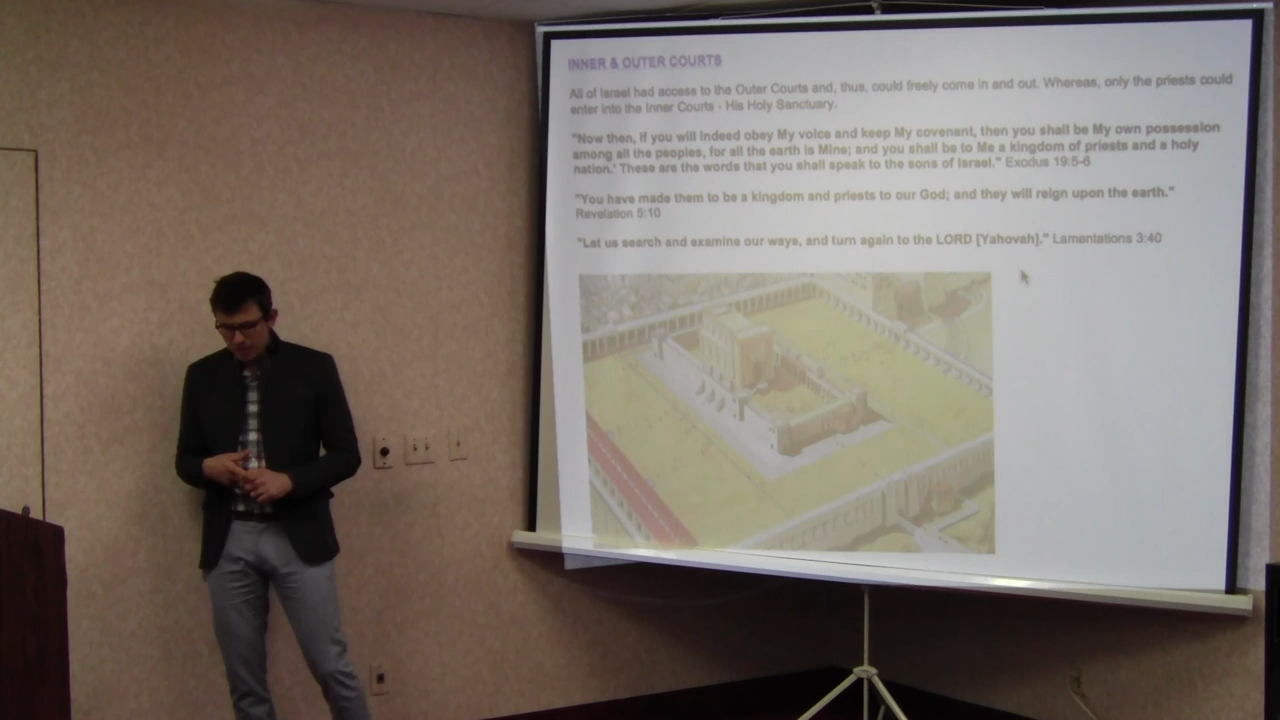 INNER & OUTER COURTS
All of Israel had access to the Outer Courts and, thus, could freely come in and out. Whereas, only the priests could
enter into the Inner Courts - His Holy Sanctuary.
"Now then, if you will indeed obey My voice and keep My covenant, then you shall be My own possession
among all the peoples, for all the earth is Mine; and you shall be to Me a kingdom of priests and a holy
nation.' These are the words that you shall speak to the sons of Israel." Exodus 19:5-6
"You have made them to be a kingdom and priests to our God; and they will reign upon the earth."
Revelation 5:10
"Let us search and examine our ways, and turn again to the LORD [Yahovah]." Lamentations 3:40